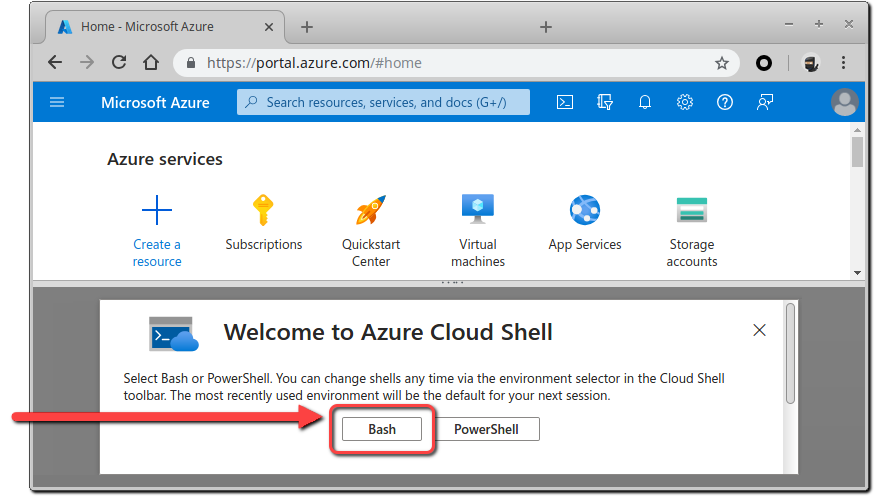 Home - Microsoft Azure
https://portal.azure.com/#home
Microsoft Azure
Search resources, services, and docs (G+/)
Azure services
Create a
resource
Subscriptions
Quickstart
Center
Virtual
machines
App Services
Storage
accounts
Welcome to Azure Cloud Shell
Select Bash or PowerShell. You can change shells any time via the environment selector in the Cloud Shell
toolbar. The most recently used environment will be the default for your next session.
Bash
PowerShell